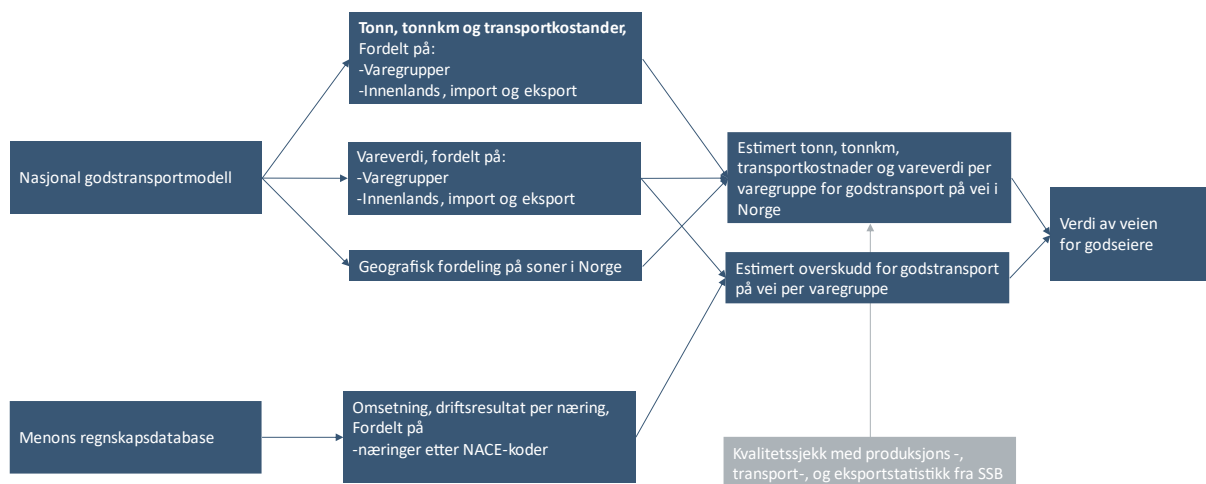 Tonn, tonnkm og transportkostander,
Fordelt på:
-Varegrupper
-Innenlands, import og eksport
Nasjonal godstransportmodell
Vareverdi, fordelt på:
-Varegrupper
-Innenlands, import og eksport
Geografisk fordeling på soner i Norge
Estimert tonn, tonnkm,
transportkostnader og vareverdi per
varegruppe for godstransport på vei i
Norge
Estimert overskudd for godstransport
på vei per varegruppe
Verdi av veien
for godseiere
Menons regnskapsdatabase
Omsetning, driftsresultat per næring,
Fordelt på
-næringer etter NACE-koder
Kvalitetssjekk med produksjons -,
transport-, og eksportstatistikk fra SSB